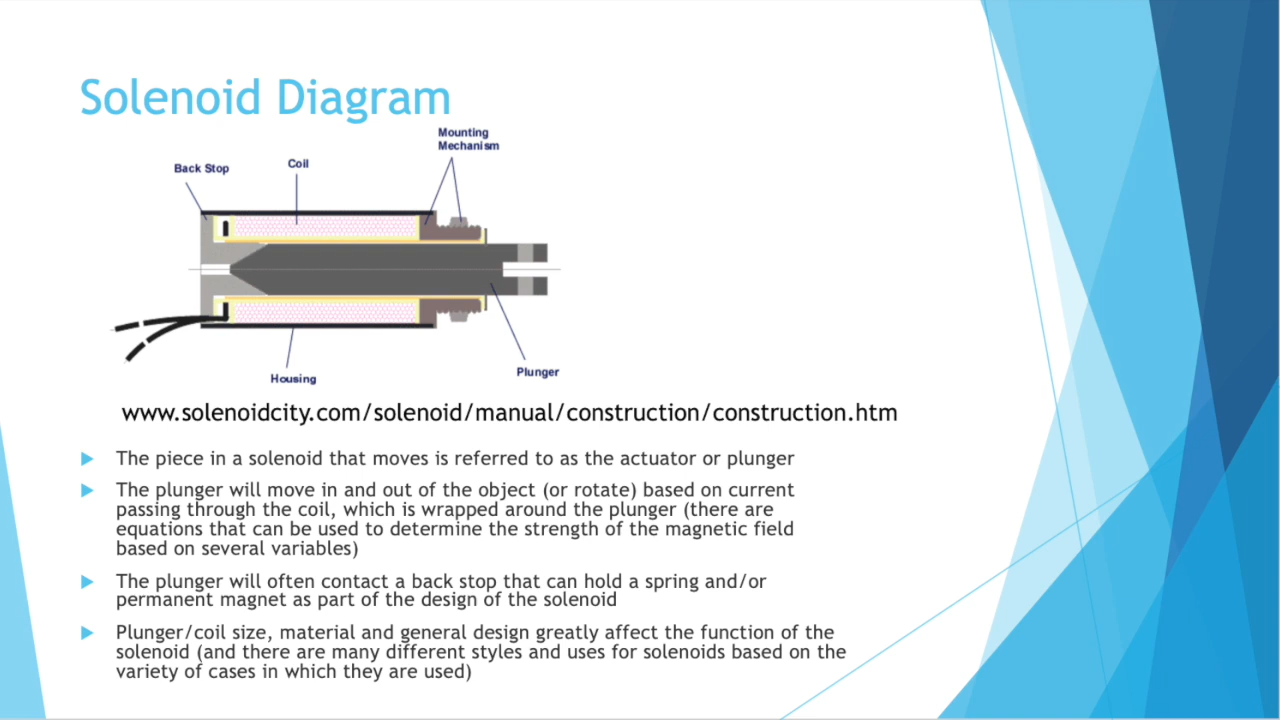 Solenoid Diagram
Mounting
Mechanism
Back Stop
Coil
Housing
Plunger
www.solenoidcity.com/solenoid/manual/construction/construction.htm
The piece in a solenoid that moves is referred to as the actuator or plunger
The plunger will move in and out of the object (or rotate) based on current
passing through the coil, which is wrapped around the plunger (there are
equations that can be used to determine the strength of the magnetic field
based on several variables)
The plunger will often contact a back stop that can hold a spring and/or
permanent magnet as part of the design of the solenoid
Plunger/coil size, material and general design greatly affect the function of the
solenoid (and there are many different styles and uses for solenoids based on the
variety of cases in which they are used)